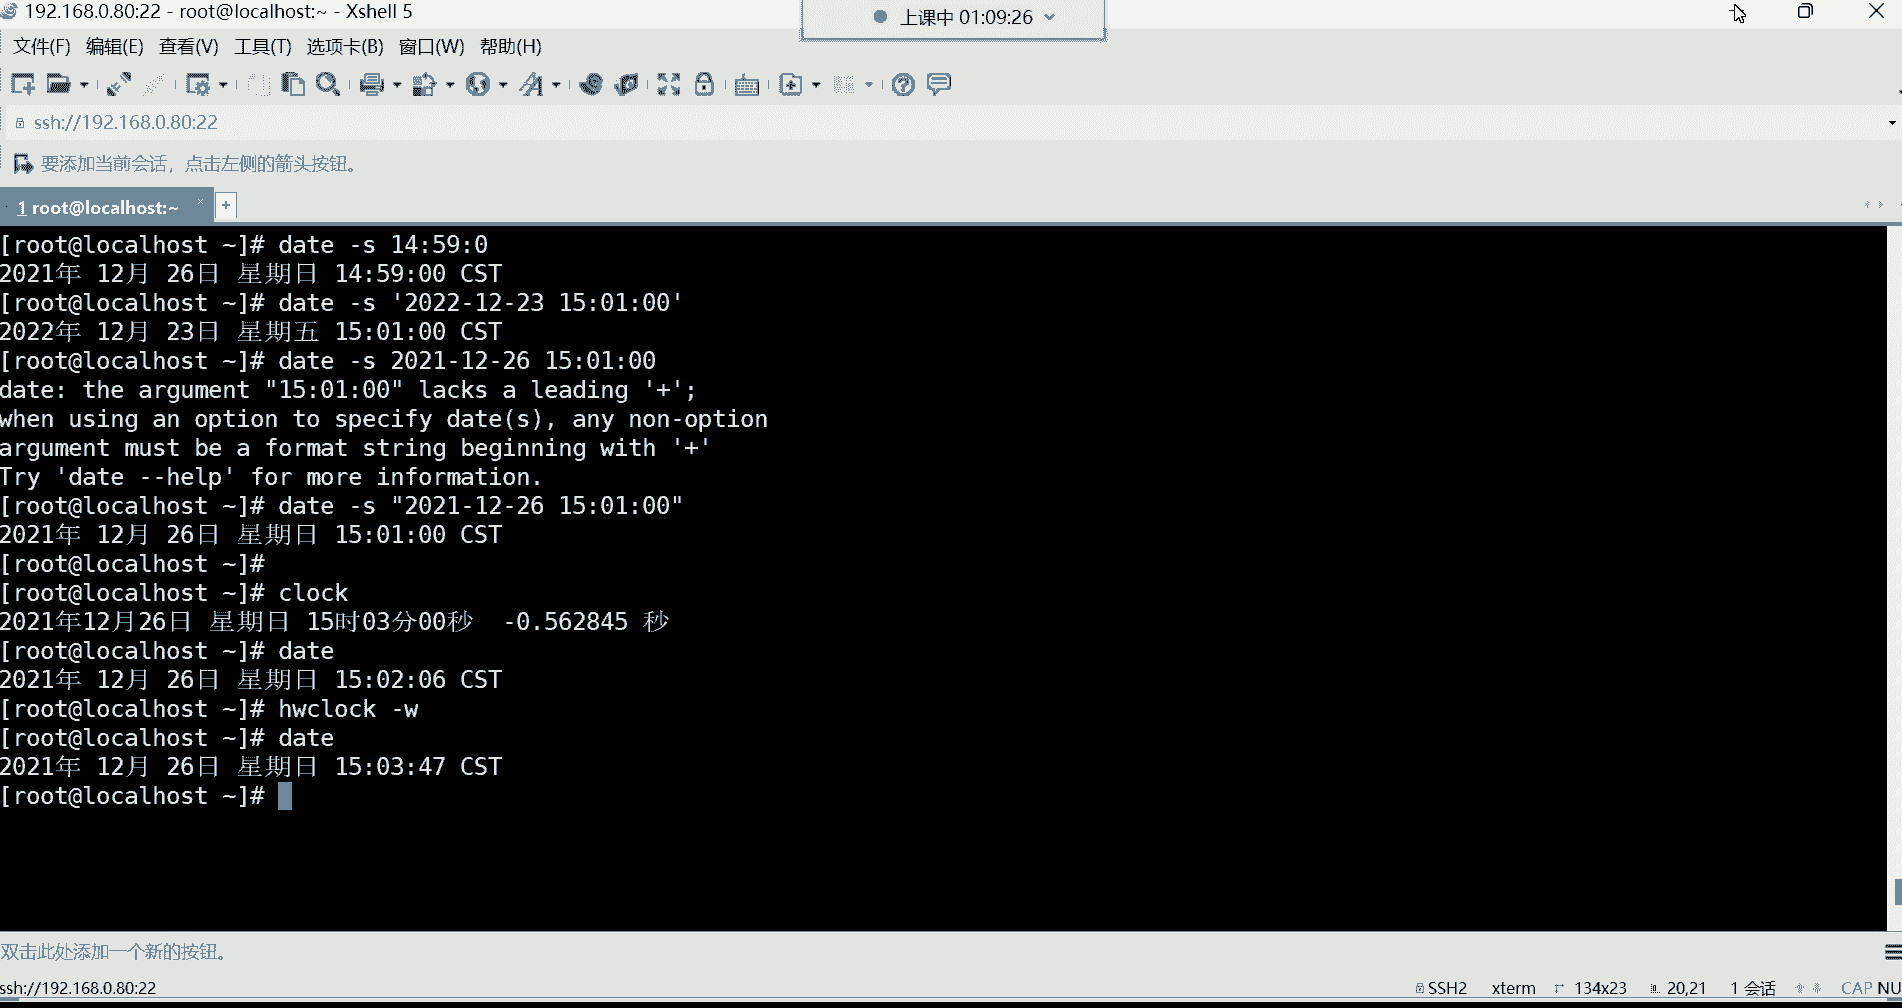 192.168.0.80:22 - root@localhost:~ - Xshell 5
上课中 01:09:26
文件(F) 编辑(E) 查看(V) 工具(T) 选项卡(B) 窗口(W) 帮助(H)
ssh://192.168.0.80:22
要添加当前会话，点击左侧的箭头按钮。
1 root@localhost:~ × +
[root@localhost ~]# date -s 14:59:0
2021年 12月 26日 星期日 14:59:00 CST
[root@localhost ~]# date -s '2022-12-23 15:01:00'
2022年 12月 23日 星期五 15:01:00 CST
[root@localhost ~]# date -s 2021-12-26 15:01:00
date: the argument "15:01:00" lacks a leading '+';
when using an option to specify date(s), any non-option
argument must be a format string beginning with '+'
Try 'date --help' for more information.
[root@localhost ~]# date -s "2021-12-26 15:01:00"
2021年 12月 26日 星期日 15:01:00 CST
[root@localhost ~]#
[root@localhost ~]# clock
2021年12月26日 星期日 15时03分00秒  -0.562845 秒
[root@localhost ~]# date
2021年 12月 26日 星期日 15:02:06 CST
[root@localhost ~]# hwclock -w
[root@localhost ~]# date
2021年 12月 26日 星期日 15:03:47 CST
[root@localhost ~]#
双击此处添加一个新的按钮。
ssh://192.168.0.80:22 SSH2 xterm 134x23 20,21 1 会话 CAP NU